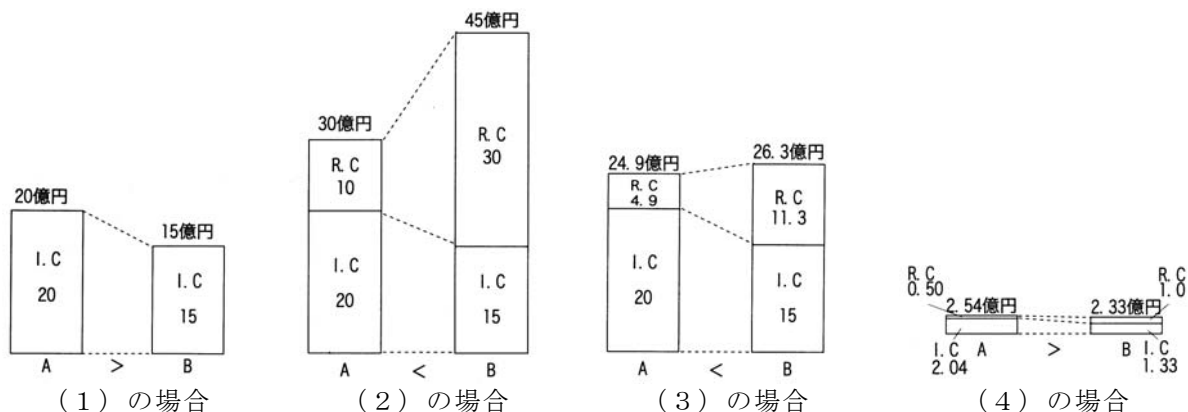 20億円
I. C
20
15億円
I. C
15
A > B
(1)の場合
30億円
R. C
10
I. C
20
45億円
R. C
30
I. C
15
A < B
(2)の場合
24. 9億円
R. C
4. 9
I. C
20
26. 3億円
R. C
11. 3
I. C
15
A < B
(3)の場合
R. C
0. 50
2. 54億円
I. C
2. 04
R. C
1. 0
2. 33億円
I. C
1. 33
A > B
(4)の場合